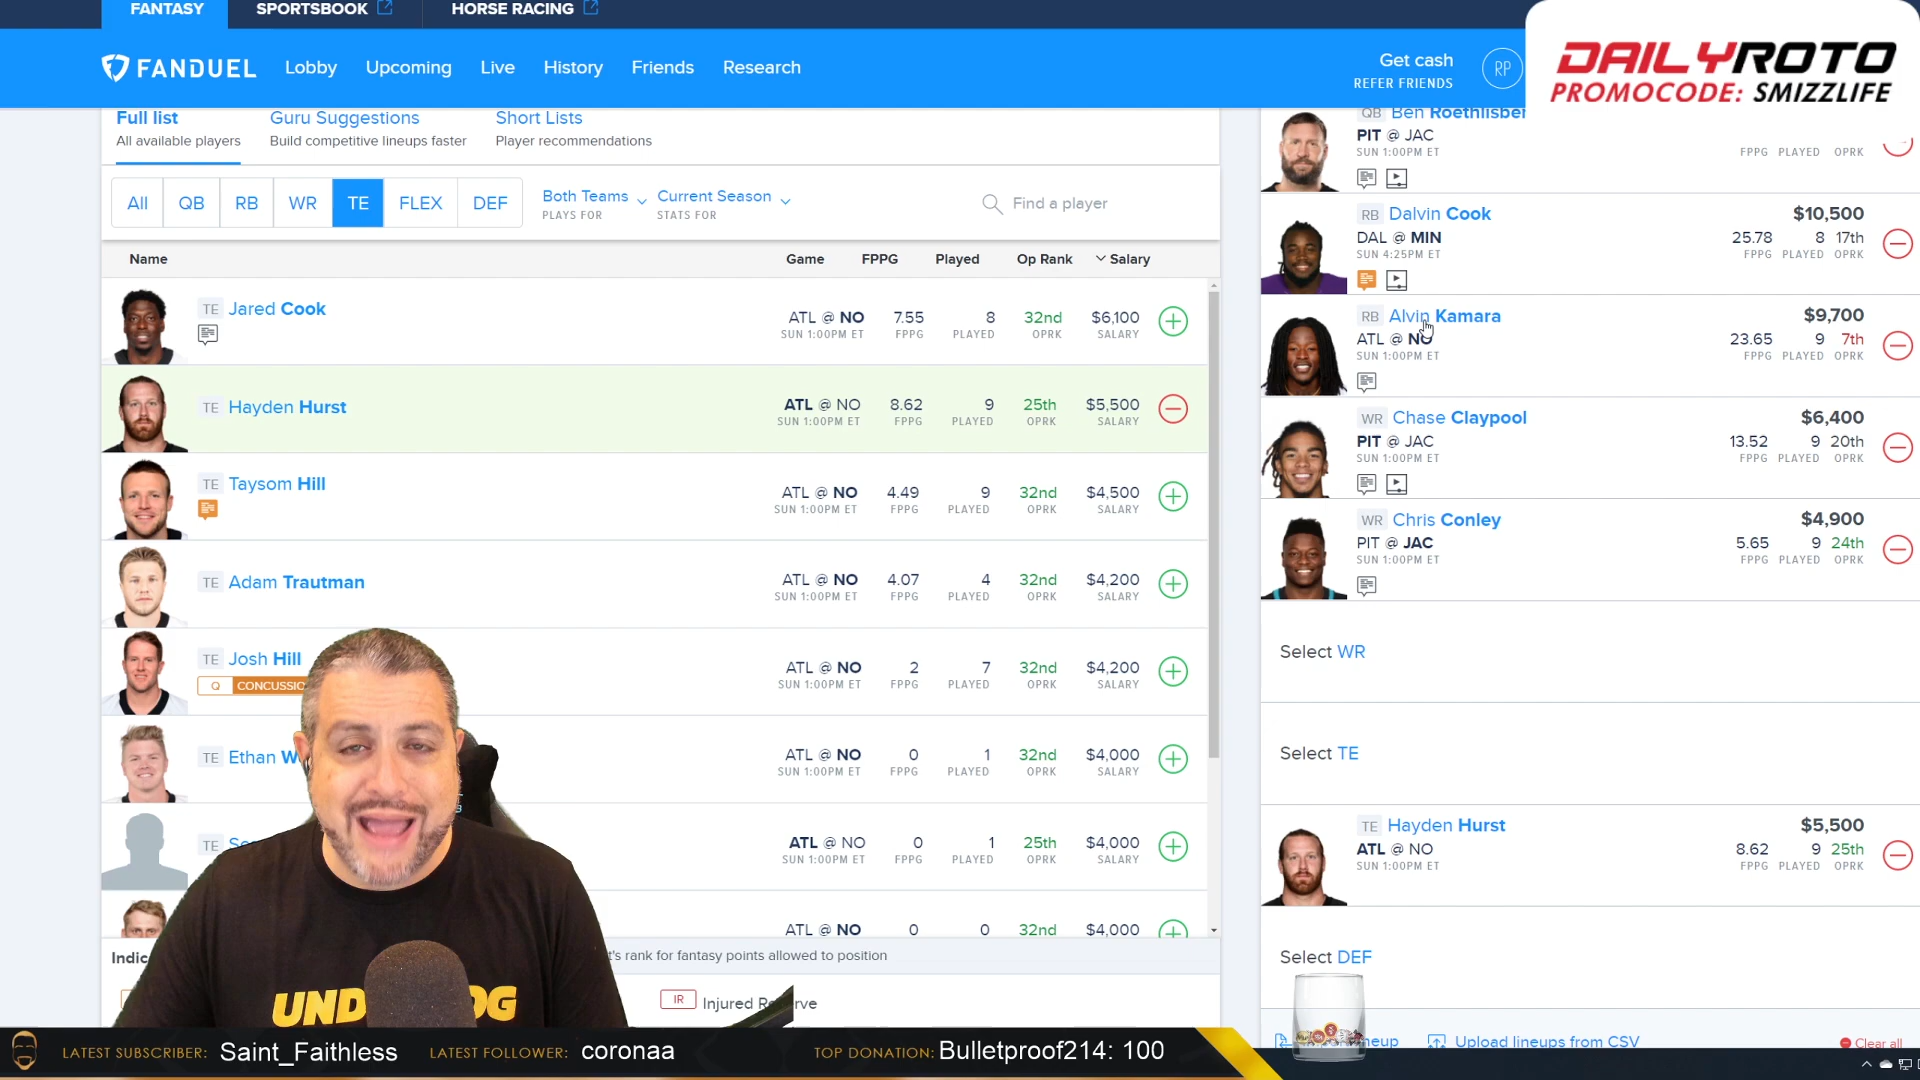 FANTASY
SPORTSBOOK
HORSE RACING
FANDUEL
Lobby
Upcoming
Live
History
Friends
Research
Get cash
REFER FRIENDS
RP
DAILYROTO
PROMOCODE: SMIZZLIFE
Full list
All available players
Guru Suggestions
Build competitive lineups faster
Short Lists
Player recommendations
All
QB
RB
WR
TE
FLEX
DEF
Both Teams
PLAYS FOR
Current Season
STATS FOR
Find a player
Name
Game
FPPG
Played
Op Rank
Salary
TE Jared Cook
ATL @ NO 7.55 8 32nd $6,100
SUN 1:00PM ET FPPG PLAYED OPRK SALARY
TE Hayden Hurst
ATL @ NO 8.62 9 25th $5,500
SUN 1:00PM ET FPPG PLAYED OPRK SALARY
TE Taysom Hill
ATL @ NO 4.49 9 32nd $4,500
SUN 1:00PM ET FPPG PLAYED OPRK SALARY
TE Adam Trautman
ATL @ NO 4.07 4 32nd $4,200
SUN 1:00PM ET FPPG PLAYED OPRK SALARY
TE Josh Hill
Q CONCUSSIO
ATL @ NO 2 7 32nd $4,200
SUN 1:00PM ET FPPG PLAYED OPRK SALARY
TE Ethan W
ATL @ NO 0 1 32nd $4,000
SUN 1:00PM ET FPPG PLAYED OPRK SALARY
TE
ATL @ NO 0 1 25th $4,000
SUN 1:00PM ET FPPG PLAYED OPRK SALARY
ATL @ NO 0 0 32nd $4,000
Indic
t's rank for fantasy points allowed to position
IR Injured Re rve
UND OG
QB Ben Roethlisber
PIT @ JAC
SUN 1:00PM ET FPPG PLAYED OPRK
RB Dalvin Cook $10,500
DAL @ MIN 25.78 8 17th
SUN 4:25PM ET FPPG PLAYED OPRK
RB Alvin Kamara $9,700
ATL @ NO 23.65 9 7th
SUN 1:00PM ET FPPG PLAYED OPRK
WR Chase Claypool $6,400
PIT @ JAC 13.52 9 20th
SUN 1:00PM ET FPPG PLAYED OPRK
WR Chris Conley $4,900
PIT @ JAC 5.65 9 24th
SUN 1:00PM ET FPPG PLAYED OPRK
Select WR
Select TE
TE Hayden Hurst $5,500
ATL @ NO 8.62 9 25th
SUN 1:00PM ET FPPG PLAYED OPRK
Select DEF
eup
Upload lineups from CSV
Clear all
LATEST SUBSCRIBER: Saint_Faithless
LATEST FOLLOWER: coronaa
TOP DONATION: Bulletproof214: 100